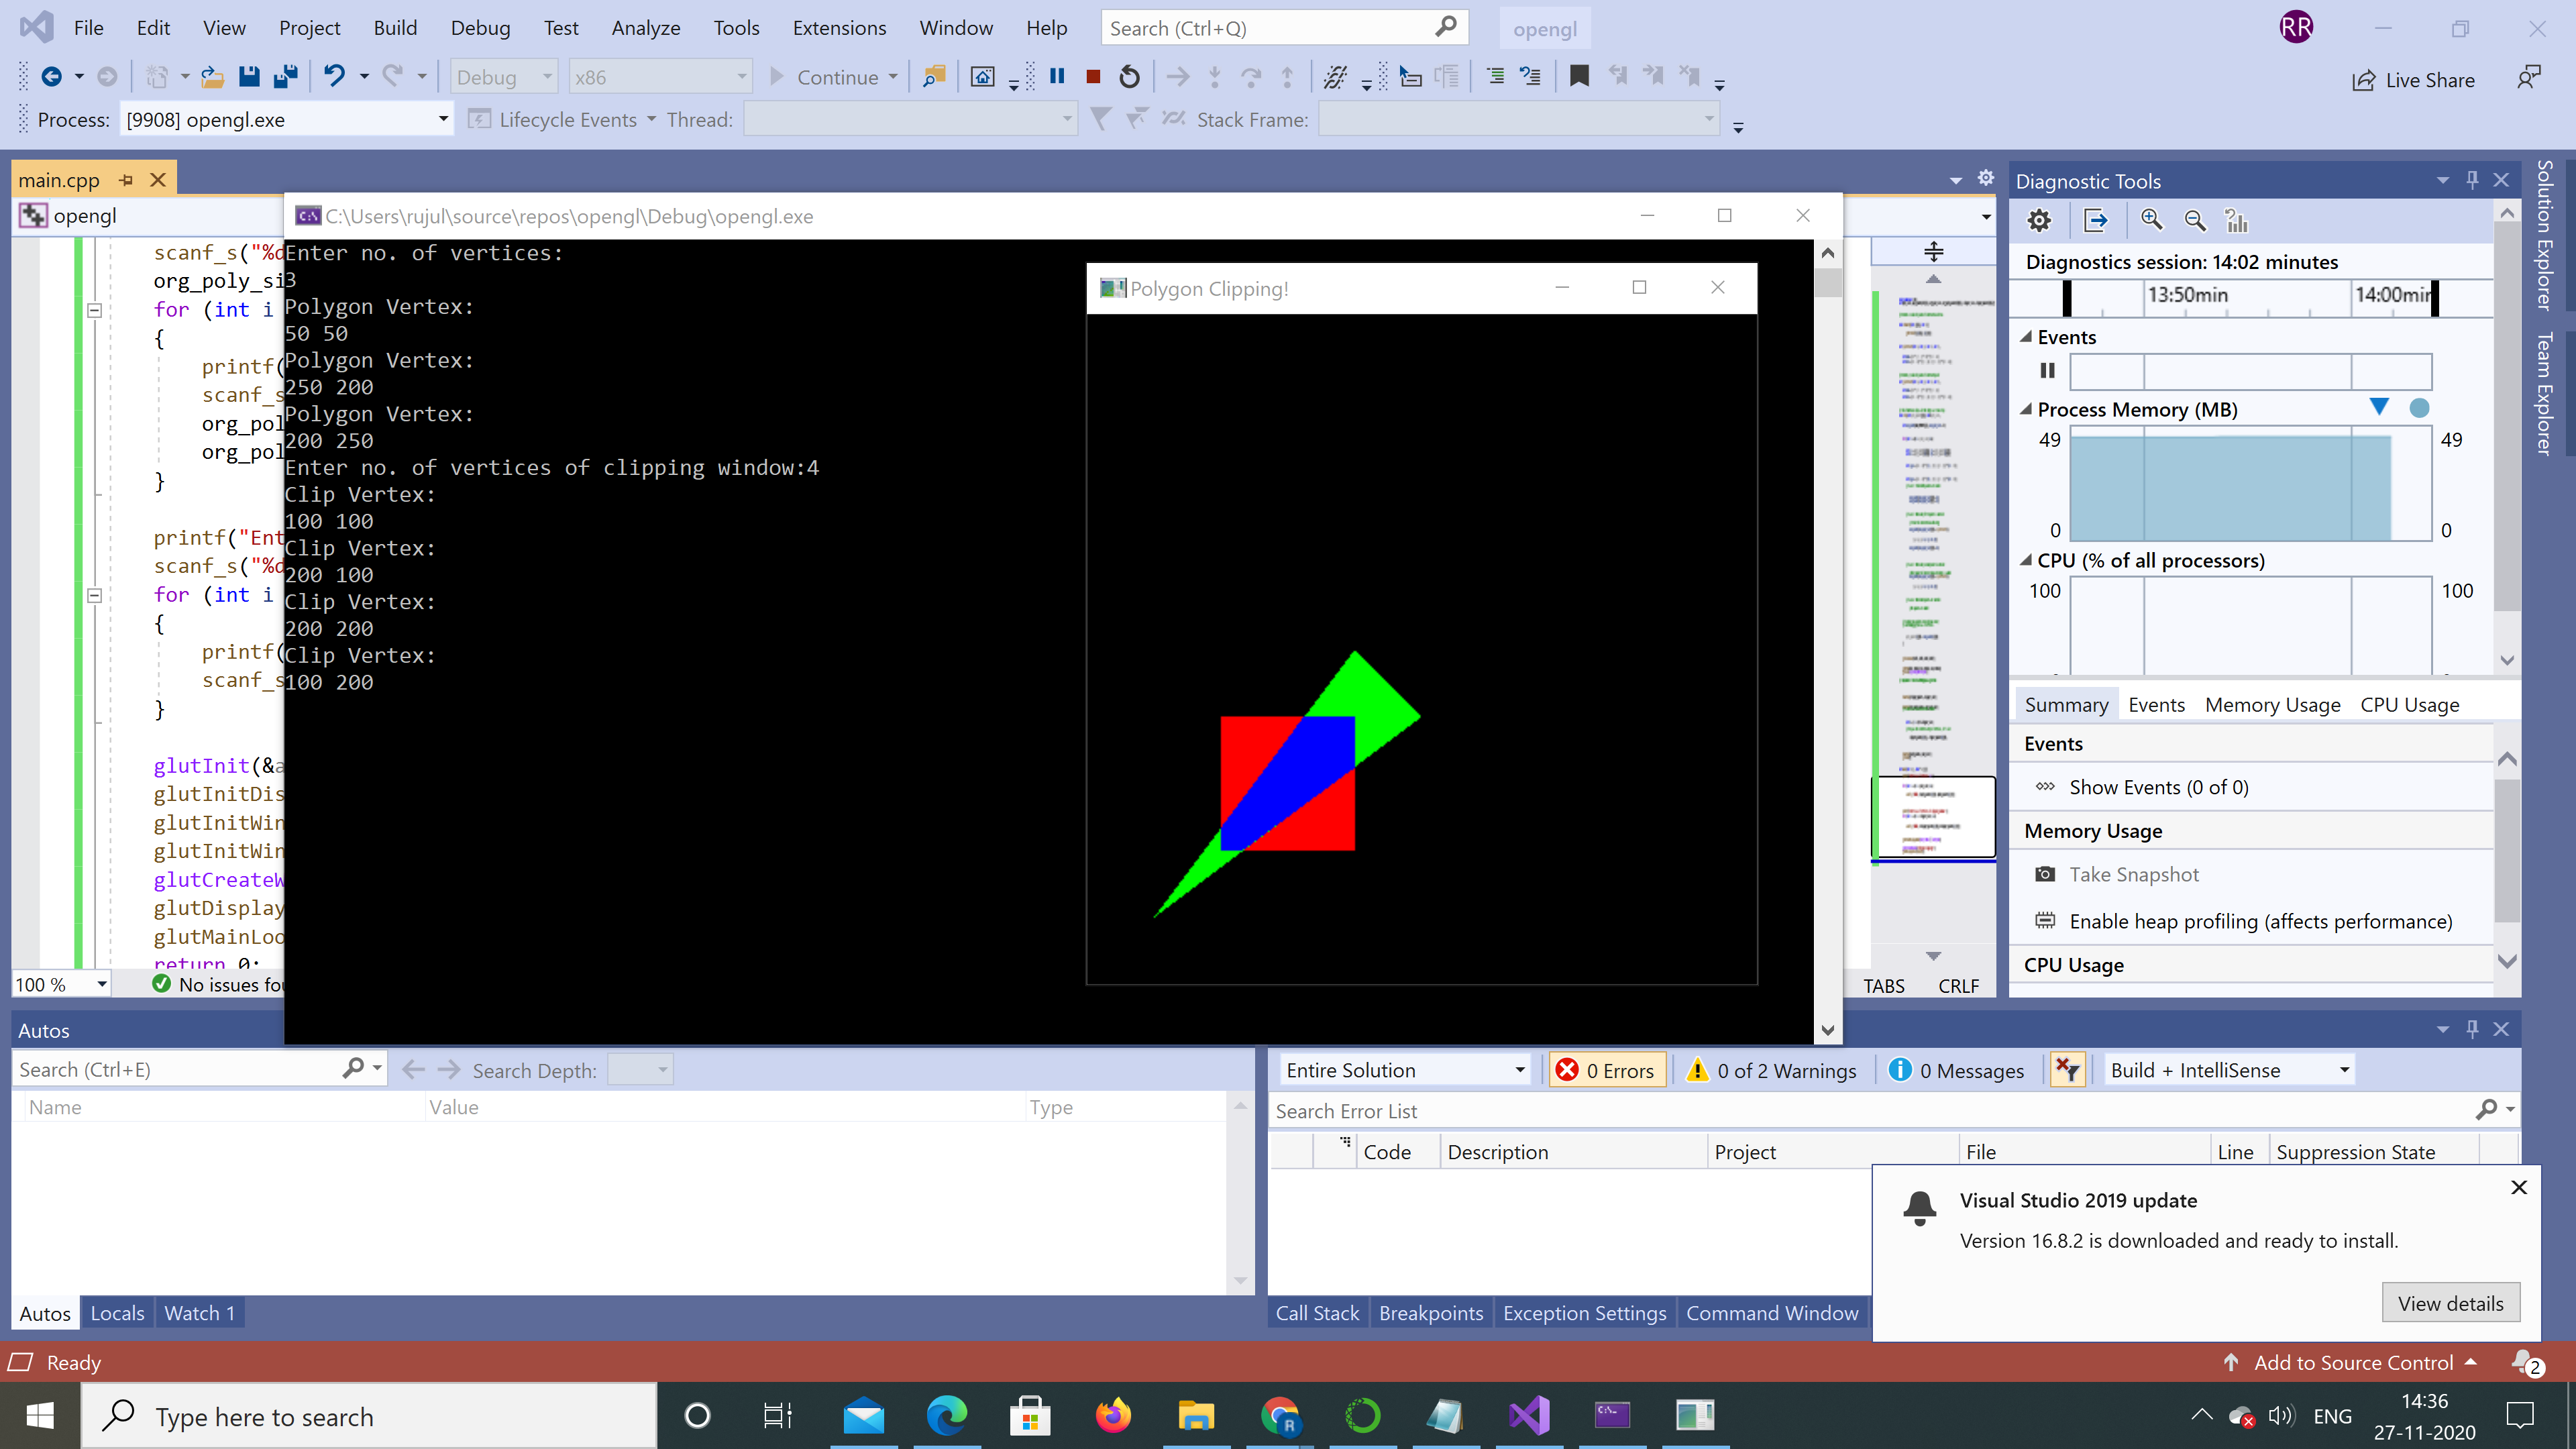 File Edit View Project Build Debug Test Analyze Tools Extensions Window Help Search (Ctrl+Q) opengl RR
Debug x86 Continue Live Share
Process: [9908] opengl.exe Lifecycle Events Thread: Stack Frame:
main.cpp
opengl
scanf_s("%d
org_poly_si
for (int i
{
printf(
scanf_s
org_pol
org_pol
}
printf("Ent
scanf_s("%d
for (int i
{
printf(
scanf_s
}
glutInit(&a
glutInitDis
glutInitWin
glutInitWin
glutCreateW
glutDisplay
glutMainLoo
return 0;
100 % No issues fou
C:\Users\rujul\source\repos\opengl\Debug\opengl.exe
Enter no. of vertices:
3
Polygon Vertex:
50 50
Polygon Vertex:
250 200
Polygon Vertex:
200 250
Enter no. of vertices of clipping window:4
Clip Vertex:
100 100
Clip Vertex:
200 100
Clip Vertex:
200 200
Clip Vertex:
100 200
Polygon Clipping!
TABS CRLF
Diagnostic Tools
Diagnostics session: 14:02 minutes
13:50min 14:00min
Events
Process Memory (MB)
49 49
0 0
CPU (% of all processors)
100 100
Summary Events Memory Usage CPU Usage
Events
Show Events (0 of 0)
Memory Usage
Take Snapshot
Enable heap profiling (affects performance)
CPU Usage
Solution Explorer
Team Explorer
Autos
Search (Ctrl+E) Search Depth:
Name Value Type
Autos Locals Watch 1
Entire Solution 0 Errors 0 of 2 Warnings 0 Messages Build + IntelliSense
Search Error List
Code Description Project File Line Suppression State
Call Stack Breakpoints Exception Settings Command Window
Visual Studio 2019 update
Version 16.8.2 is downloaded and ready to install.
View details
Ready Add to Source Control 2
Type here to search
ENG
14:36
27-11-2020